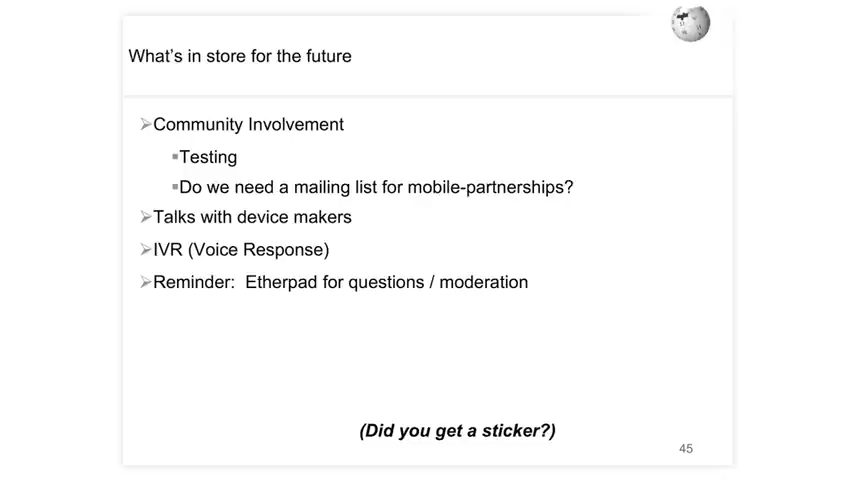 What's in store for the future
➢Community Involvement
▪Testing
▪Do we need a mailing list for mobile-partnerships?
➢Talks with device makers
➢IVR (Voice Response)
➢Reminder:  Etherpad for questions / moderation
(Did you get a sticker?)
45